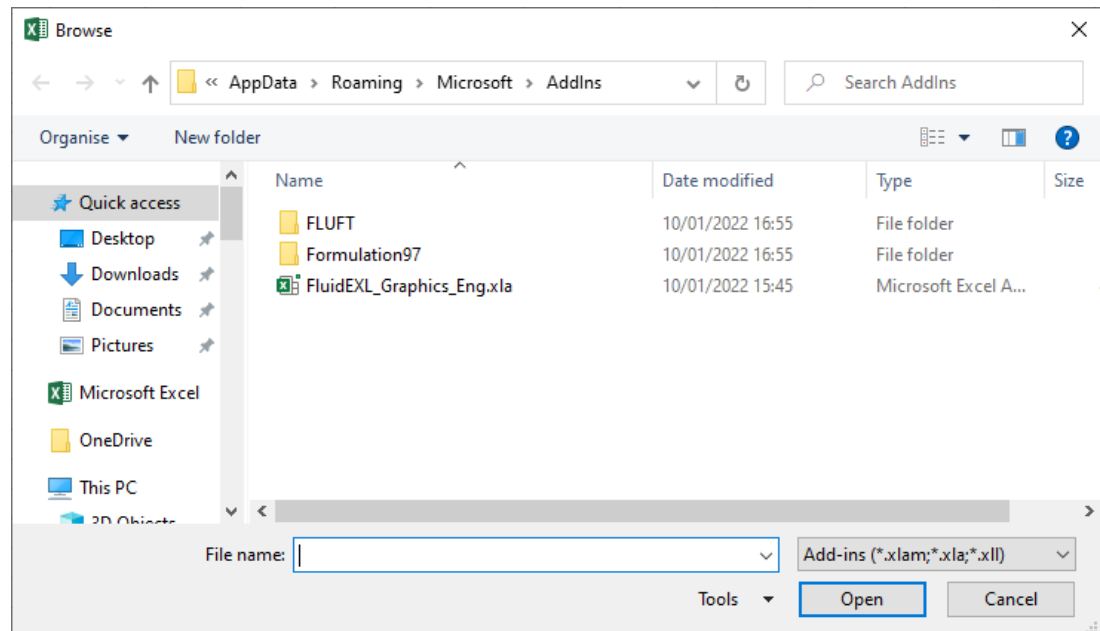 Browse
« AppData > Roaming > Microsoft > AddIns
Search AddIns
Organise
New folder
Name Date modified Type Size
Quick access
Desktop
Downloads
Documents
Pictures
Microsoft Excel
OneDrive
This PC
3D Objects
FLUFT 10/01/2022 16:55 File folder
Formulation97 10/01/2022 16:55 File folder
FluidEXL_Graphics_Eng.xla 10/01/2022 15:45 Microsoft Excel A...
File name:
Add-ins (*.xlam;*.xla;*.xll)
Tools
Open
Cancel